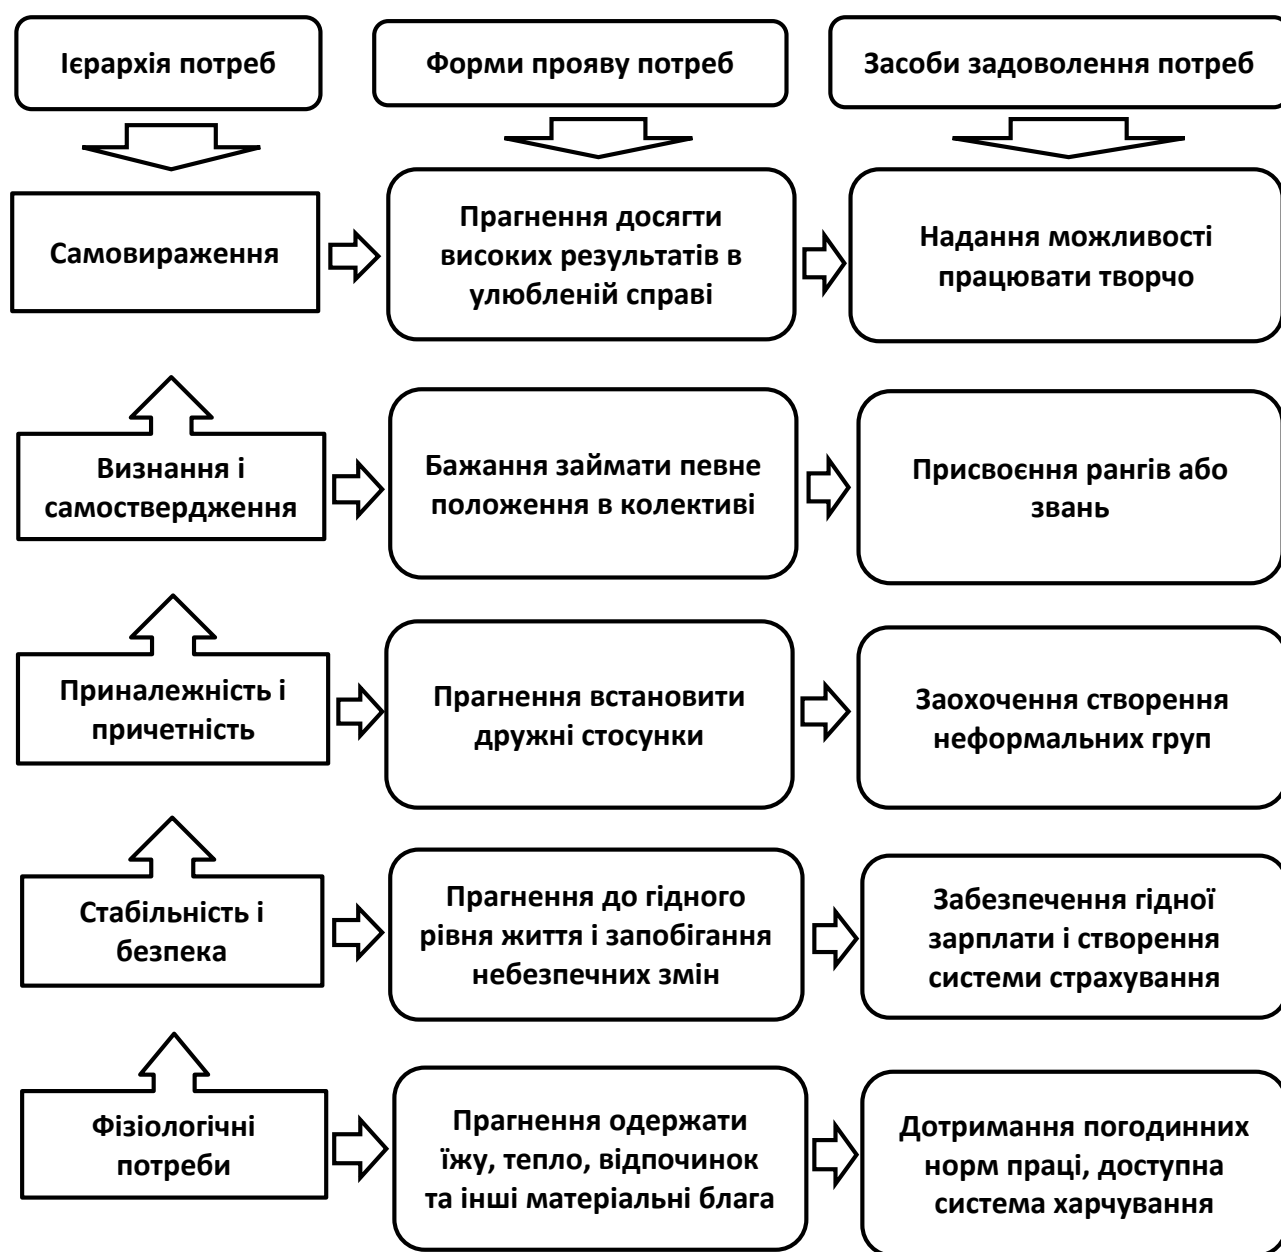 Ієрархія потреб
Форми прояву потреб
Засоби задоволення потреб
Самовираження
Прагнення досягти
високих результатів в
улюбленій справі
Надання можливості
працювати творчо
Визнання і
самоствердження
Бажання займати певне
положення в колективі
Присвоєння рангів або
звань
Приналежність і
причетність
Прагнення встановити
дружні стосунки
Заохочення створення
неформальних груп
Стабільність і
безпека
Прагнення до гідного
рівня життя і запобігання
небезпечних змін
Забезпечення гідної
зарплати і створення
системи страхування
Фізіологічні
потреби
Прагнення одержати
їжу, тепло, відпочинок
та інші матеріальні блага
Дотримання погодинних
норм праці, доступна
система харчування